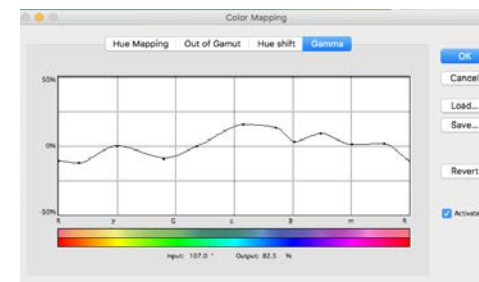 Color Mapping
Hue Mapping Out of Gamut Hue shift Gamma
OK
Cancel
Load...
Save...
Revert
Activate
50%
0%
-50%
R y G c B m R
Input: 107.0 ° Output: 82.5 %